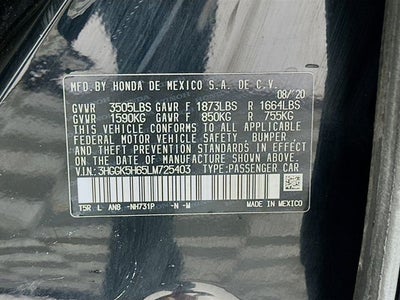 MFD.BY HONDA DE MEXICO S.A. DE C.V.
08/'20
GVWR 3505LBS GAWR F 1873LBS R 1664LBS
GVWR 1590KG GAWR F 850KG R 755KG
THIS VEHICLE CONFORMS TO ALL APPLICABLE
FEDERAL MOTOR VEHICLE SAFETY, BUMPER,
AND THEFT PREVENTION STANDARDS IN EFFECT
ON THE DATE OF MANUFACTURE SHOWN ABOVE.
V.I.N.:3HGGK5H65LM725403 TYPE:PASSENGER CAR
T5R L AN8 -NH731P -N -M MADE IN MEXICO